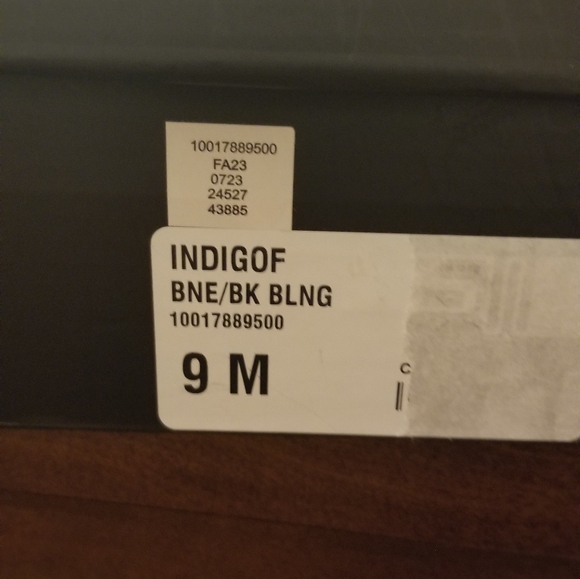 10017889500
FA23
0723
24527
43885
INDIGOF
BNE/BK BLNG
10017889500
9 M
C